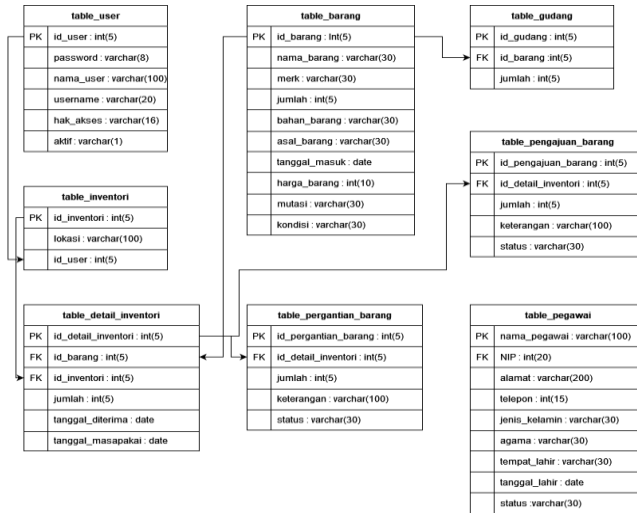 table_user
PK id_user : int(5)
password : varchar(8)
nama_user : varchar(100)
username : varchar(20)
hak_akses : varchar(16)
aktif : varchar(1)
table_barang
PK id_barang : Int(5)
nama_barang : varchar(30)
merk : varchar(30)
jumlah : int(5)
bahan_barang : varchar(30)
asal_barang : varchar(30)
tanggal_masuk : date
harga_barang : int(10)
mutasi : varchar(30)
kondisi : varchar(30)
table_gudang
PK id_gudang : int(5)
FK id_barang :int(5)
jumlah : int(5)
table_pengajuan_barang
PK id_pengajuan_barang : int(5)
FK id_detail_inventori : int(5)
jumlah : int(5)
keterangan : varchar(100)
status : varchar(30)
table_inventori
PK id_inventori : int(5)
lokasi : varchar(100)
id_user : int(5)
table_detail_inventori
PK id_detail_inventori : int(5)
FK id_barang : int(5)
FK id_inventori : int(5)
jumlah : int(5)
tanggal_diterima : date
tanggal_masapakai : date
table_pergantian_barang
PK id_pergantian_barang : int(5)
FK id_detail_inventori : int(5)
jumlah : int(5)
keterangan : varchar(100)
status : varchar(30)
table_pegawai
PK nama_pegawai : varchar(100)
FK NIP : int(20)
alamat : varchar(200)
telepon : int(15)
jenis_kelamin : varchar(30)
agama : varchar(30)
tempat_lahir : varchar(30)
tanggal_lahir : date
status :varchar(30)